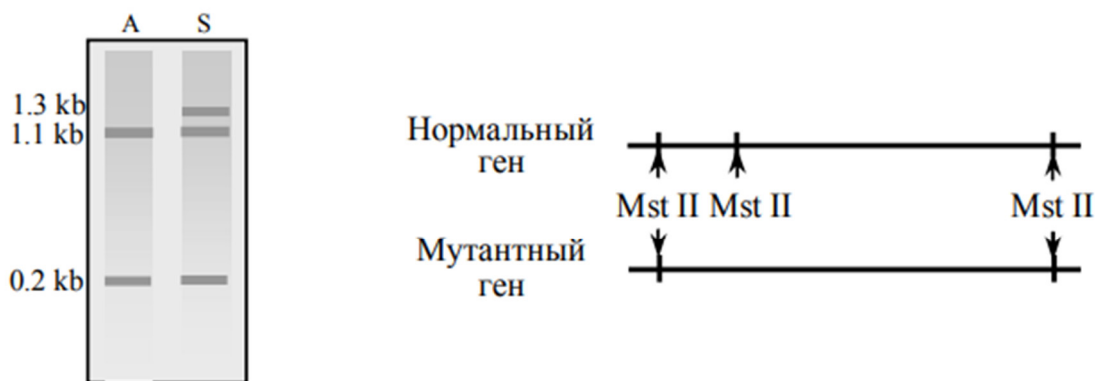 A S
1.3 kb
1.1 kb
0.2 kb
Нормальный
ген
Mst II Mst II Mst II
Мутантный
ген